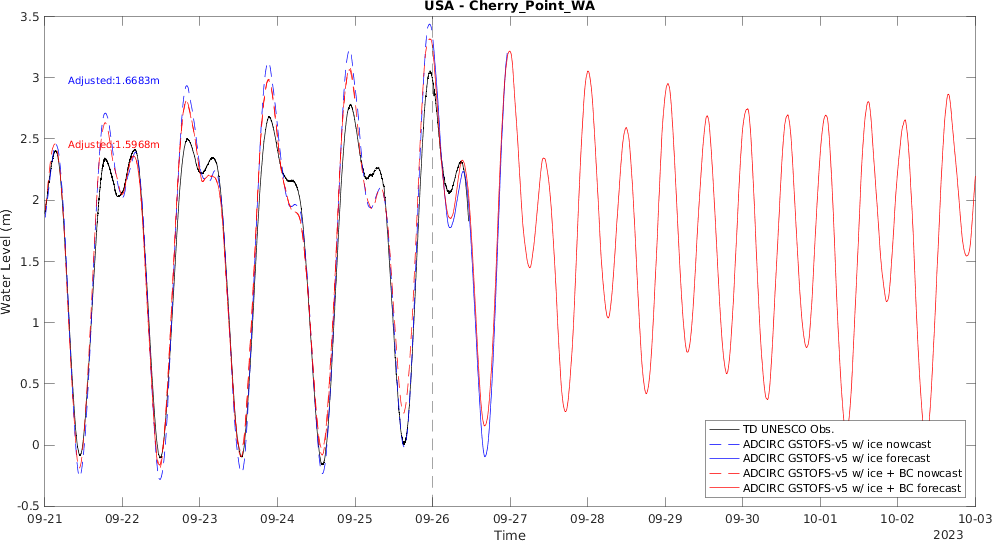 USA - Cherry_Point_WA
3.5
3
2.5
2
1.5
1
0.5
0
-0.5
Water Level (m)
Adjusted:1.6683m
Adjusted:1.5968m
TD UNESCO Obs.
ADCIRC GSTOFS-v5 w/ ice nowcast
ADCIRC GSTOFS-v5 w/ ice forecast
ADCIRC GSTOFS-v5 w/ ice + BC nowcast
ADCIRC GSTOFS-v5 w/ ice + BC forecast
09-21 09-22 09-23 09-24 09-25 09-26 09-27 09-28 09-29 09-30 10-01 10-02 10-03
Time
2023